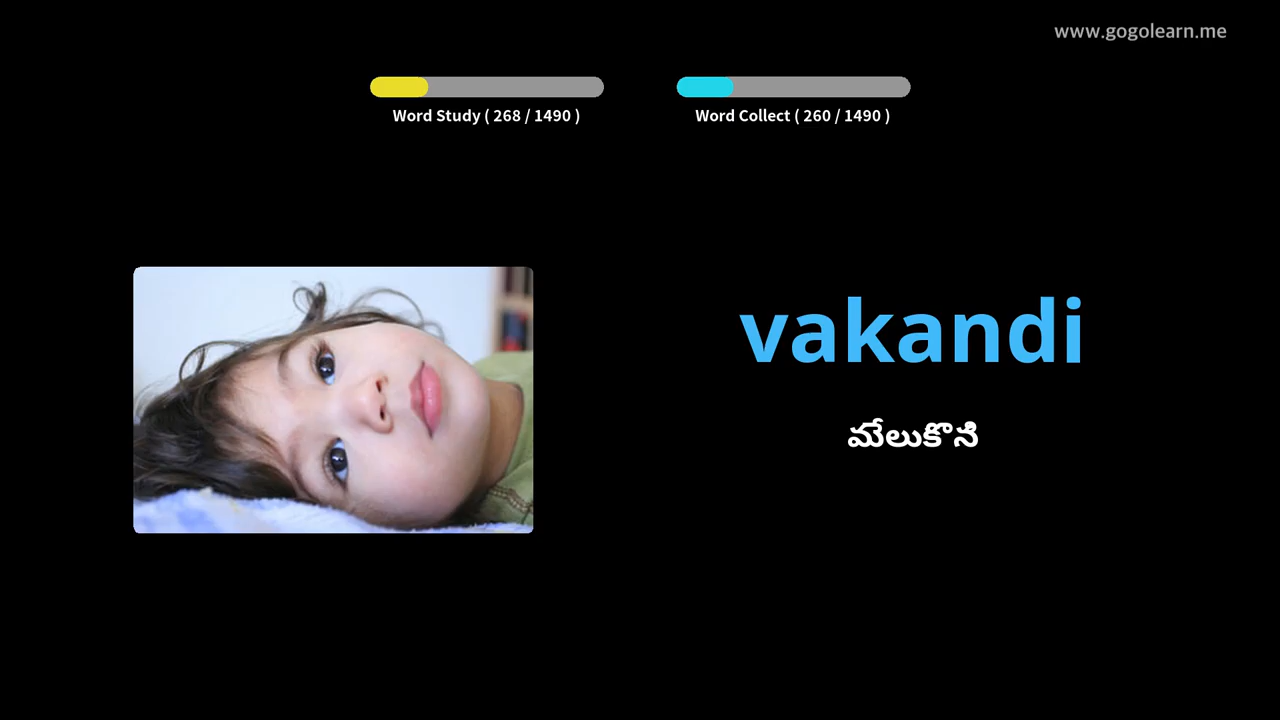 www.gogolearn.me
Word Study ( 268 / 1490 )
Word Collect ( 260 / 1490 )
vakandi
మేలుకొని